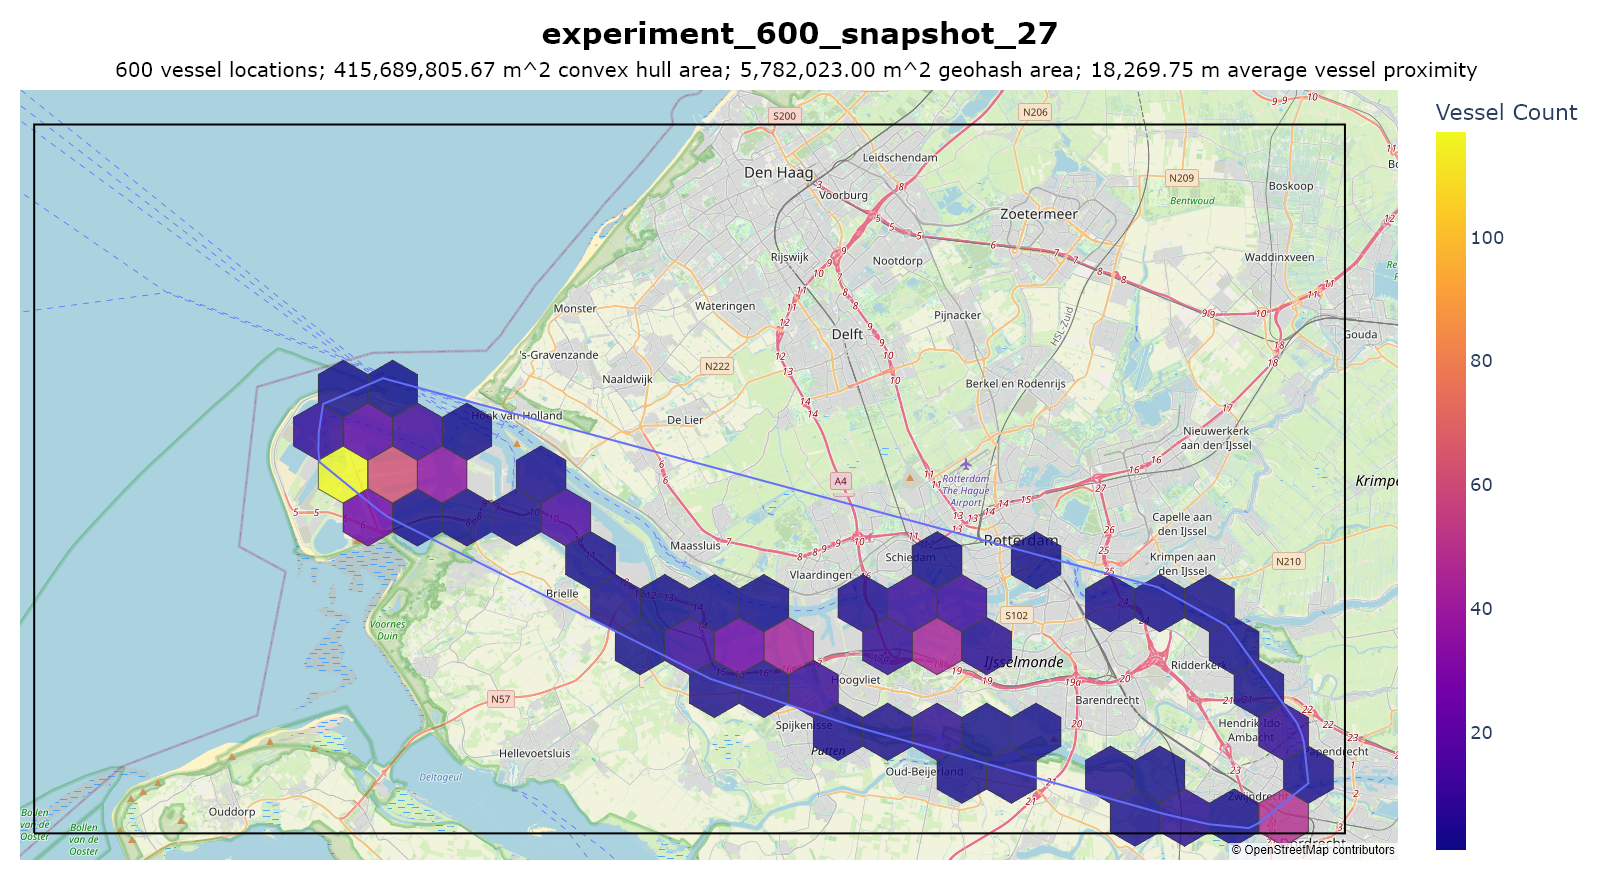 experiment_600_snapshot_27
600 vessel locations; 415,689,805.67 m^2 convex hull area; 5,782,023.00 m^2 geohash area; 18,269.75 m average vessel proximity
Vessel Count
100
80
60
40
20
S200
N206
Den Haag
Leidschendam
Voorburg
N209
Bentwoud
Boskoop
Zoetermeer
Rijswijk
Nootdorp
Waddinxveen
Monster
Wateringen
Pijnacker
HSL-Zuid
Delft
Gouda
's-Gravenzande
N222
Naaldwijk
Berkel en Rodenrijs
Hoek van Holland
De Lier
Nieuwerkerk
aan den IJssel
A4
Rotterdam
The Hague
Airport
Capelle aan
den IJssel
Maassluis
Schiedam
Rotterdam
Krimpen aan
den IJssel
N210
Vlaardingen
Brielle
S102
Voornes
Duin
IJsselmonde
Ridderkerk
Hoogvliet
N57
Barendrecht
Spijkenisse
Hendrik-Ido-
Ambacht
Putten
Hellevoetsluis
Oud-Beijerland
Deltageul
Zwijndrecht
Ouddorp
Bollen
van de
Ooster
Bollen
van de
Ooster
© OpenStreetMap contributors